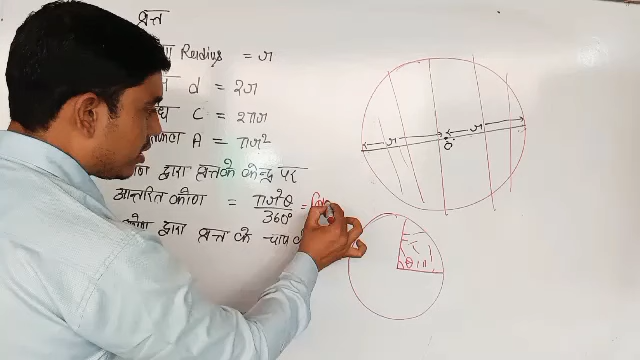 वृत्त
Radius = r
d = 2r
C = 2πr
A = πr²
द्वारा वृत्त के केन्द्र पर
आन्तरित कोण = πr²θ / 360° =
कोण द्वारा वृत्त के चाप
r
r
O
θ